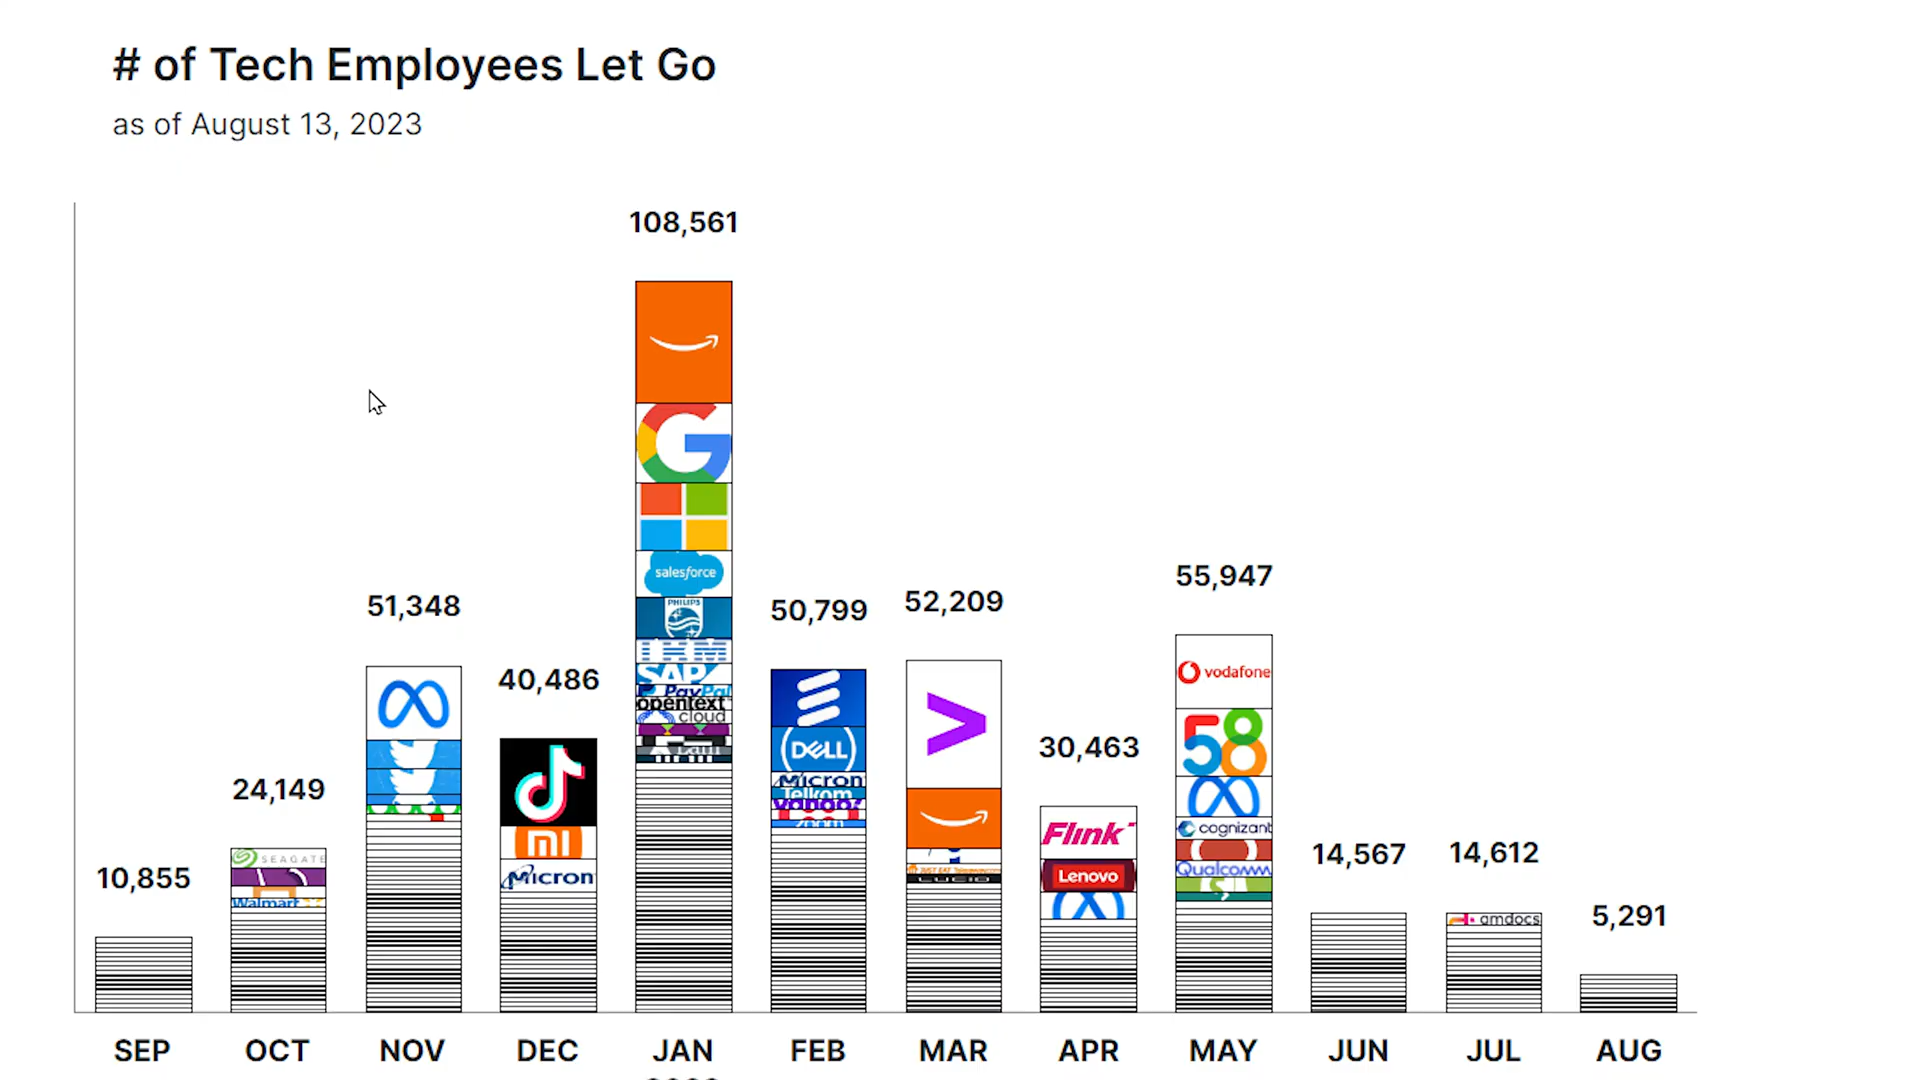 # of Tech Employees Let Go
as of August 13, 2023
108,561
55,947
51,348
50,799
52,209
40,486
30,463
24,149
10,855
14,567
14,612
5,291
SEAGATE
Walmart
Micron
salesforce
PHILIPS
IBM
SAP
PayPal
opentext
cloud
DELL
Micron
Telkom
yahoo!
zoom
LUCID
Flink
Lenovo
vodafone
58
cognizant
Qualcomm
amdocs
SEP
OCT
NOV
DEC
JAN
FEB
MAR
APR
MAY
JUN
JUL
AUG